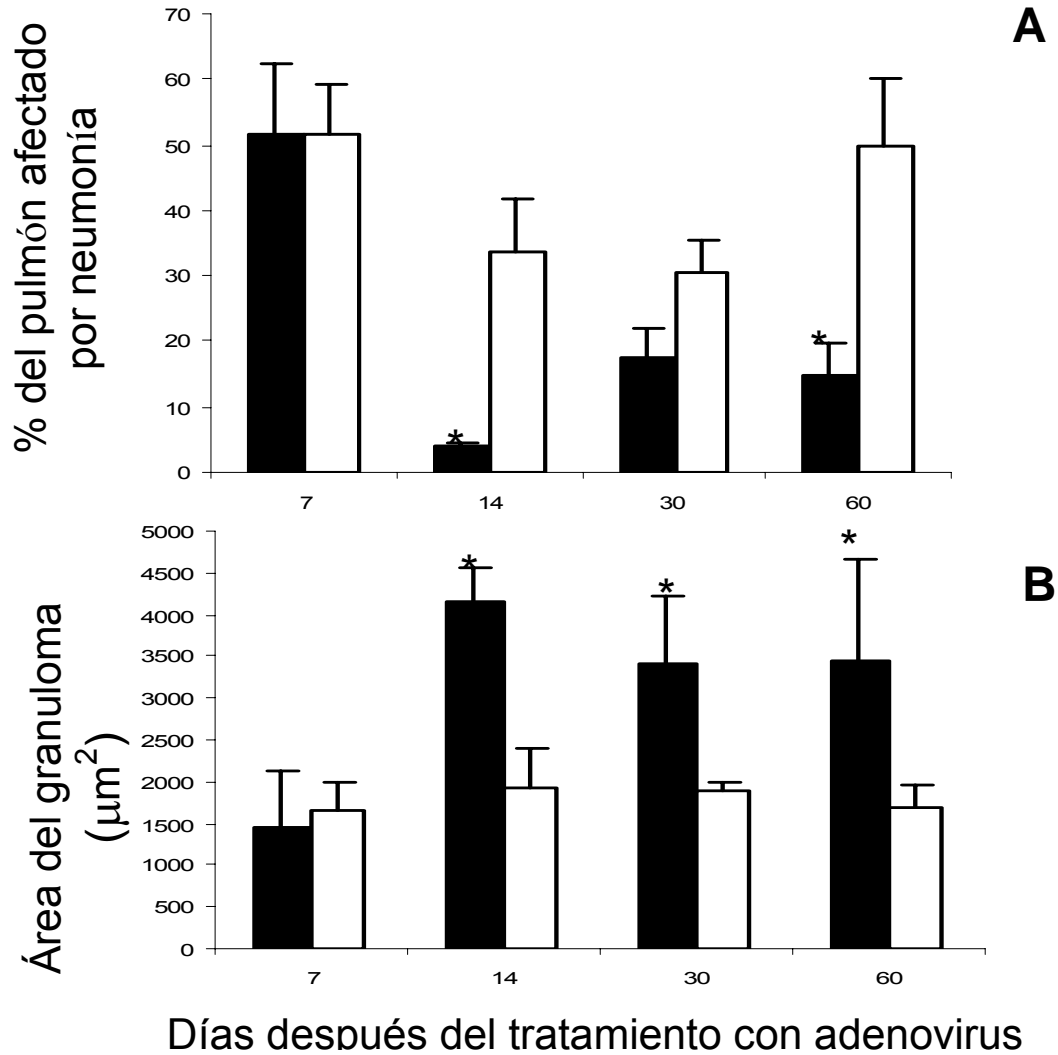 A
% del pulmón afectado
por neumonía
70
60
50
40
30
20
10
0
*
*
7 14 30 60
B
Área del granuloma
(μm²)
5000
4500
4000
3500
3000
2500
2000
1500
1000
500
0
*
*
*
7 14 30 60
Días después del tratamiento con adenovirus